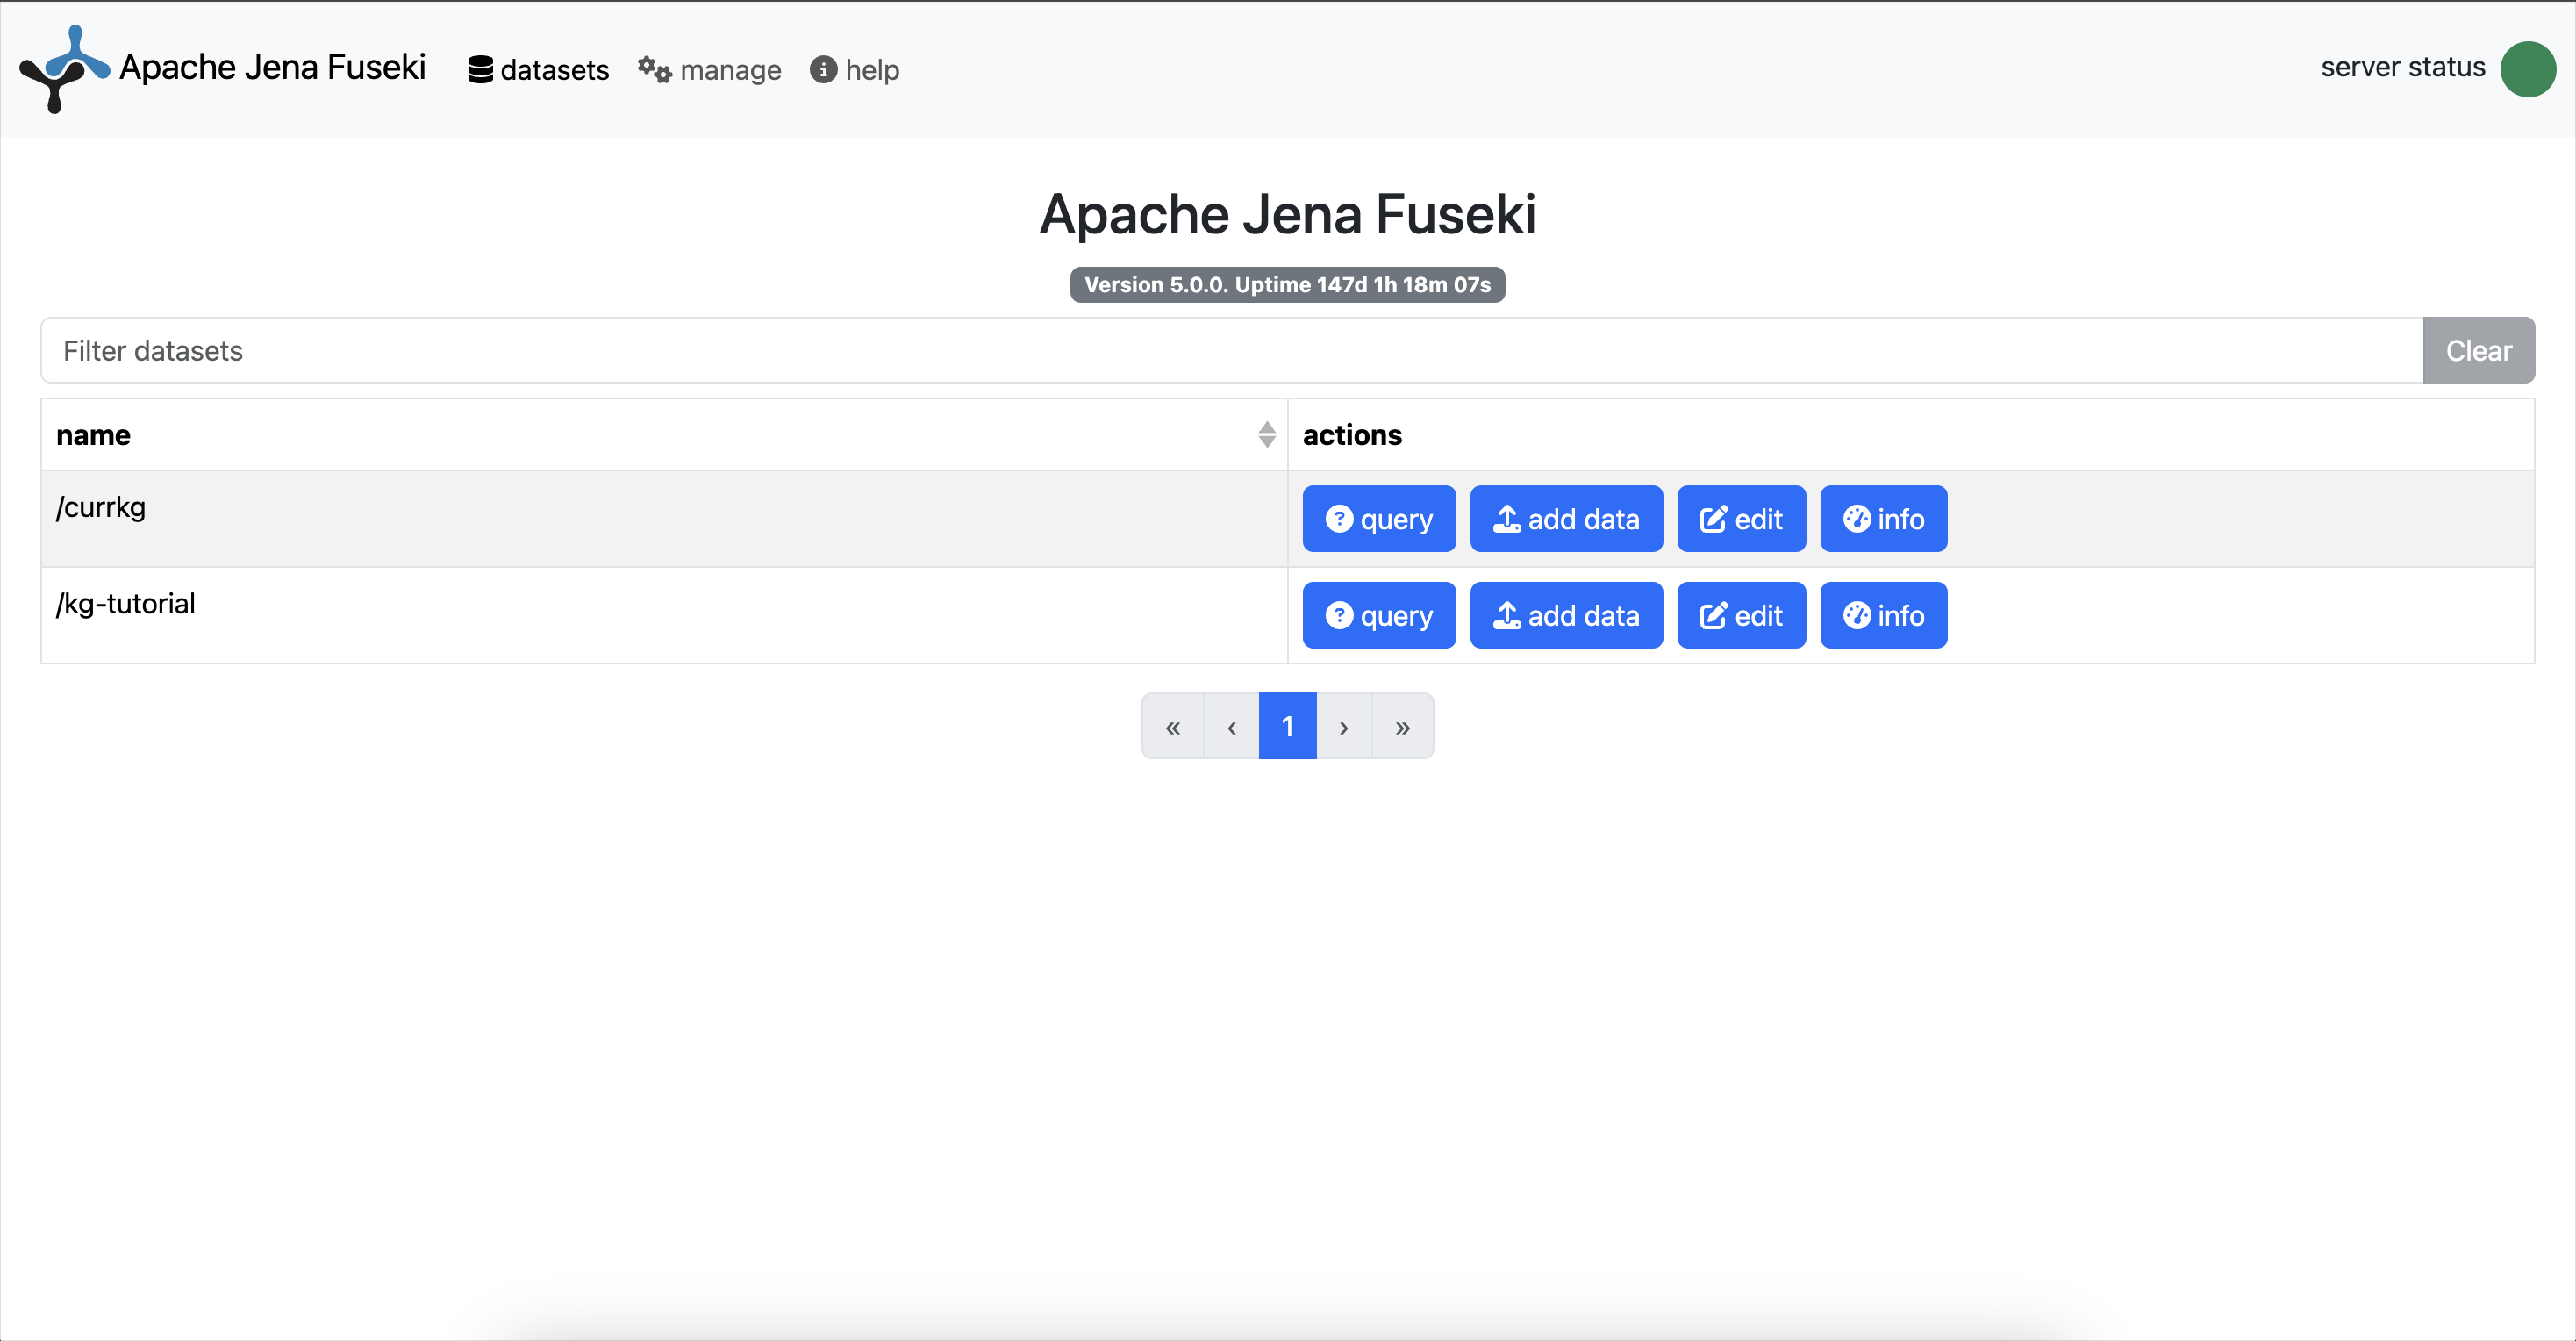 Apache Jena Fuseki datasets manage help server status
Apache Jena Fuseki
Version 5.0.0. Uptime 147d 1h 18m 07s
Filter datasets Clear
name actions
/currkg query add data edit info
/kg-tutorial query add data edit info
« ‹ 1 › »